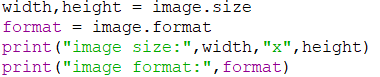 width,height = image.size
format = image.format
print("image size:",width,"x",height)
print("image format:",format)